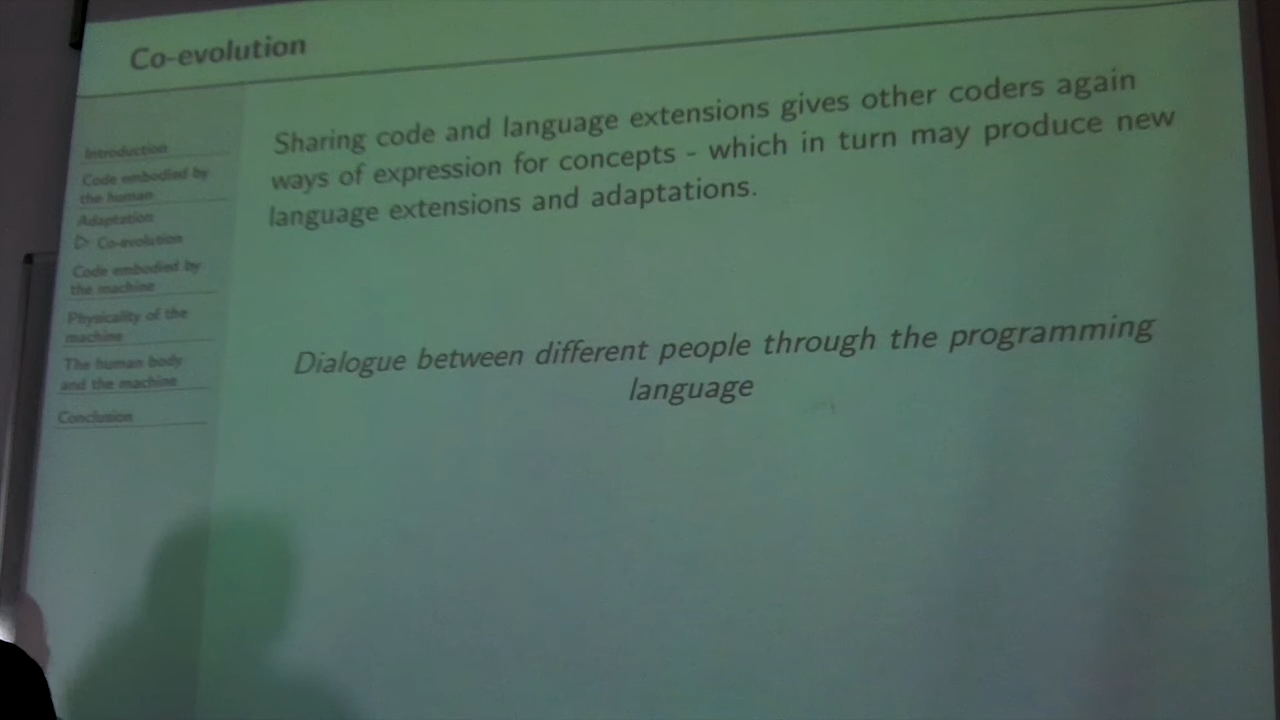 Co-evolution
Introduction
Code embodied by
the human
Adaptation
▷ Co-evolution
Code embodied by
the machine
Physicality of the
machine
The human body
and the machine
Conclusion
Sharing code and language extensions gives other coders again
ways of expression for concepts - which in turn may produce new
language extensions and adaptations.
Dialogue between different people through the programming
language